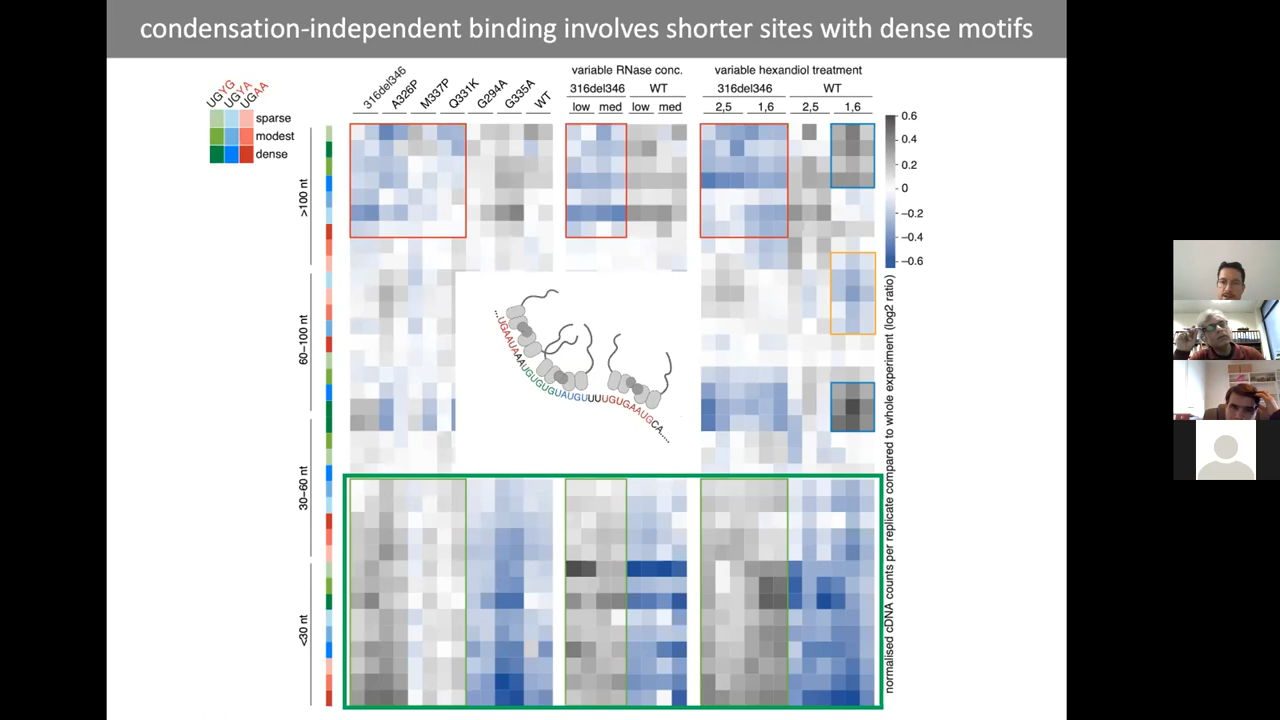 condensation-independent binding involves shorter sites with dense motifs
UGYG
UGYA
UGAA
sparse
modest
dense
316del346
A326P
M337P
Q331K
G294A
G335A
WT
variable RNase conc.
316del346 WT
low med low med
variable hexandiol treatment
316del346 WT
2,5 1,6 2,5 1,6
>100 nt
60–100 nt
30–60 nt
<30 nt
0.6
0.4
0.2
0
−0.2
−0.4
−0.6
normalised cDNA counts per replicate compared to whole experiment (log2 ratio)
...UGAAUAAAUGUGUGUAUGUUUUGUGAAUGCA.....